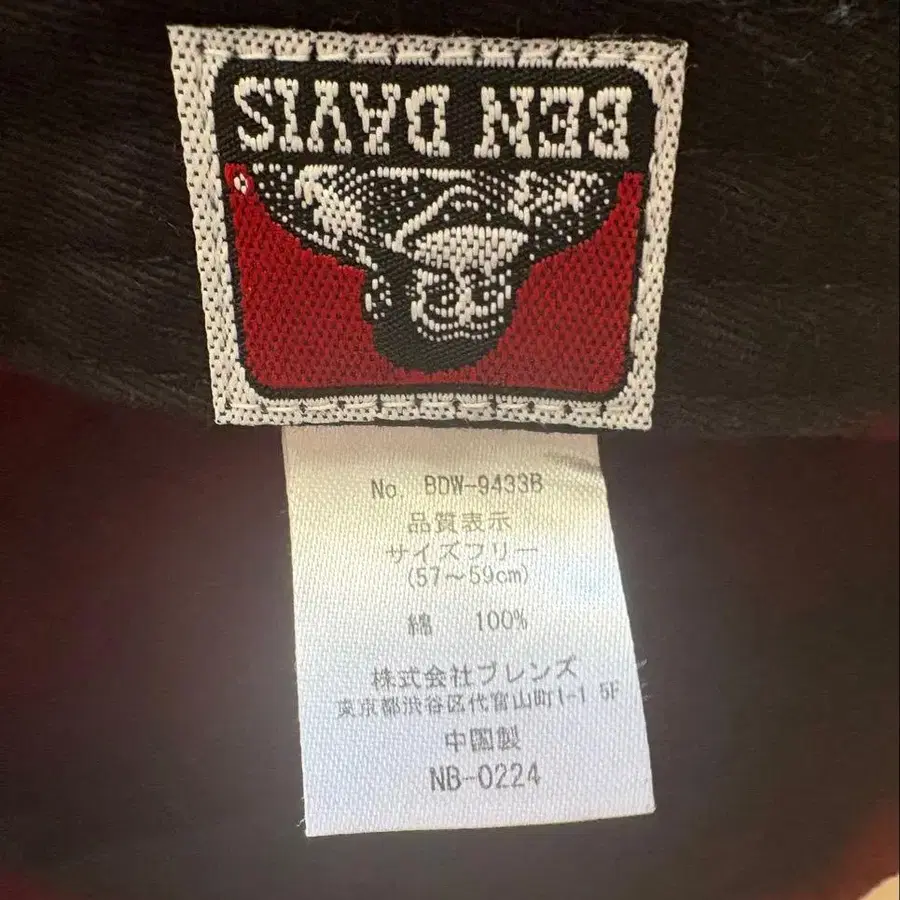 BEN DAVIS
No. BDW-9433B
品質表示
サイズフリー
(57～59cm)
綿 100%
株式会社ブレンズ
東京都渋谷区代官山町1-1 5F
中国製
NB-0224